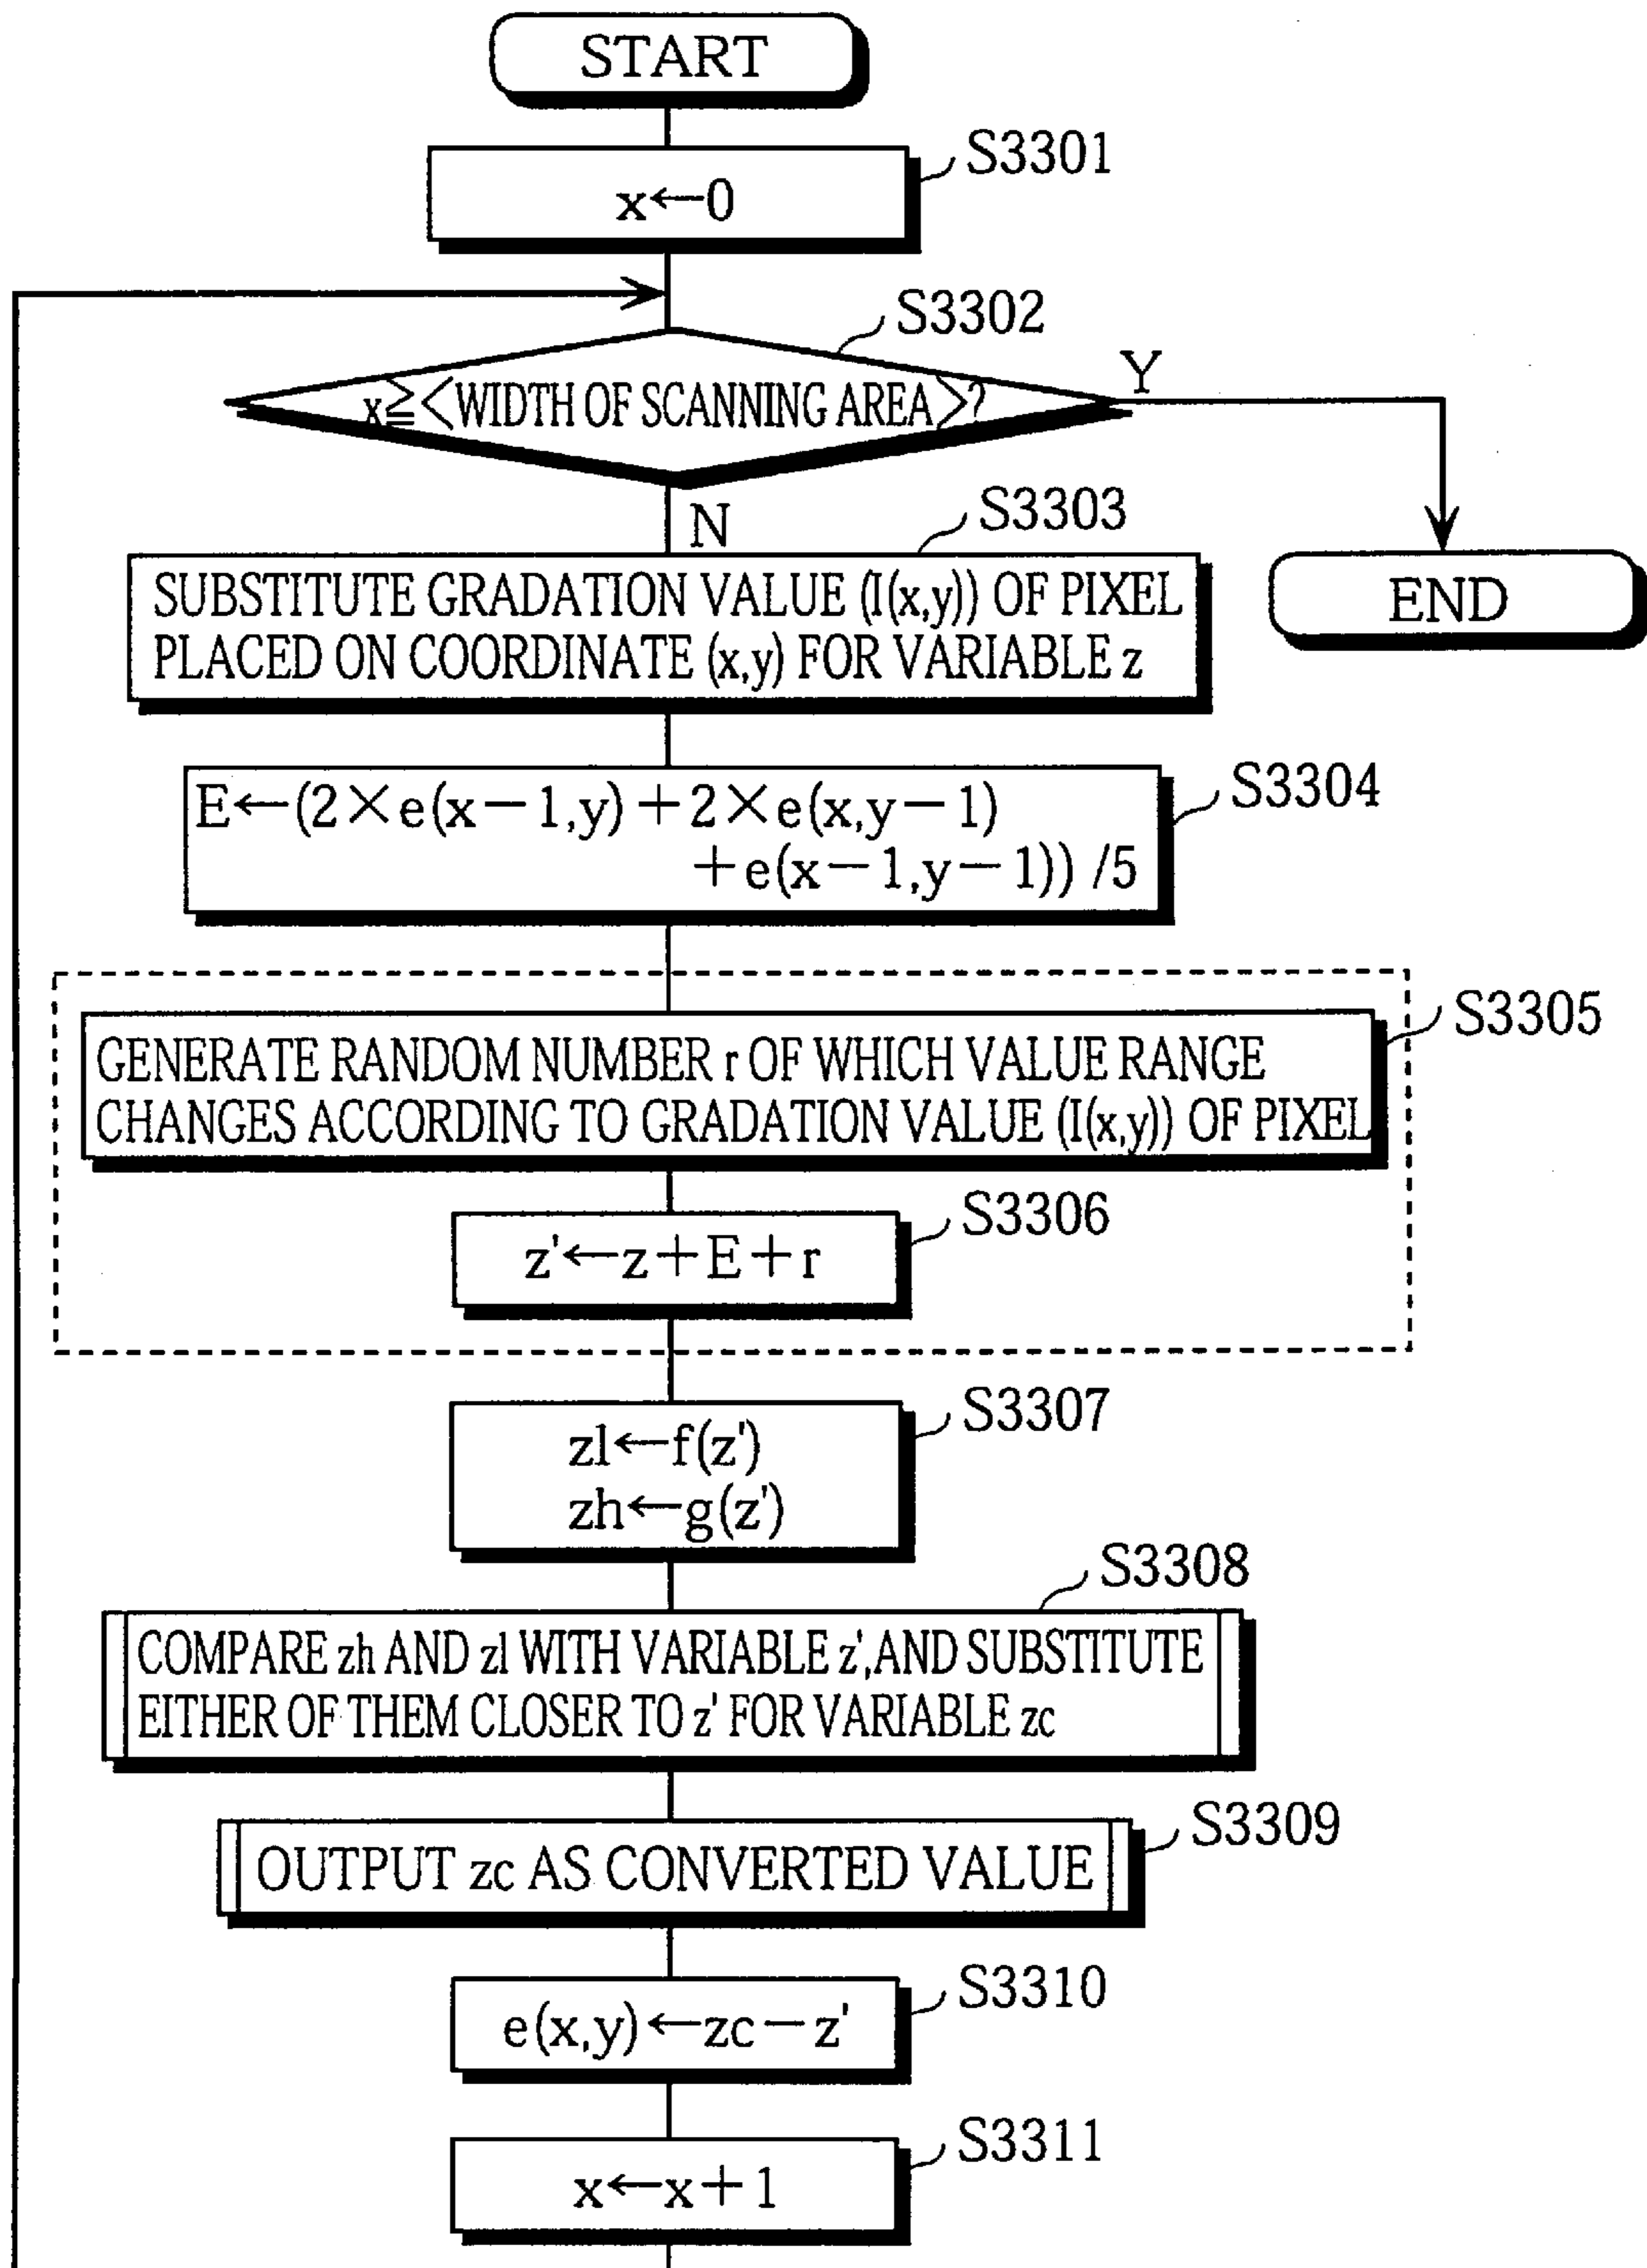 START
S3301
x←0
S3302
x≧<WIDTH OF SCANNING AREA>?
Y
N
S3303
SUBSTITUTE GRADATION VALUE (I(x,y)) OF PIXEL
PLACED ON COORDINATE (x,y) FOR VARIABLE z
END
S3304
E←(2×e(x−1,y)+2×e(x,y−1)
+e(x−1,y−1))/5
S3305
GENERATE RANDOM NUMBER r OF WHICH VALUE RANGE
CHANGES ACCORDING TO GRADATION VALUE (I(x,y)) OF PIXEL
S3306
z'←z+E+r
S3307
zl←f(z')
zh←g(z')
S3308
COMPARE zh AND zl WITH VARIABLE z',AND SUBSTITUTE
EITHER OF THEM CLOSER TO z' FOR VARIABLE zc
S3309
OUTPUT zc AS CONVERTED VALUE
S3310
e(x,y)←zc−z'
S3311
x←x+1